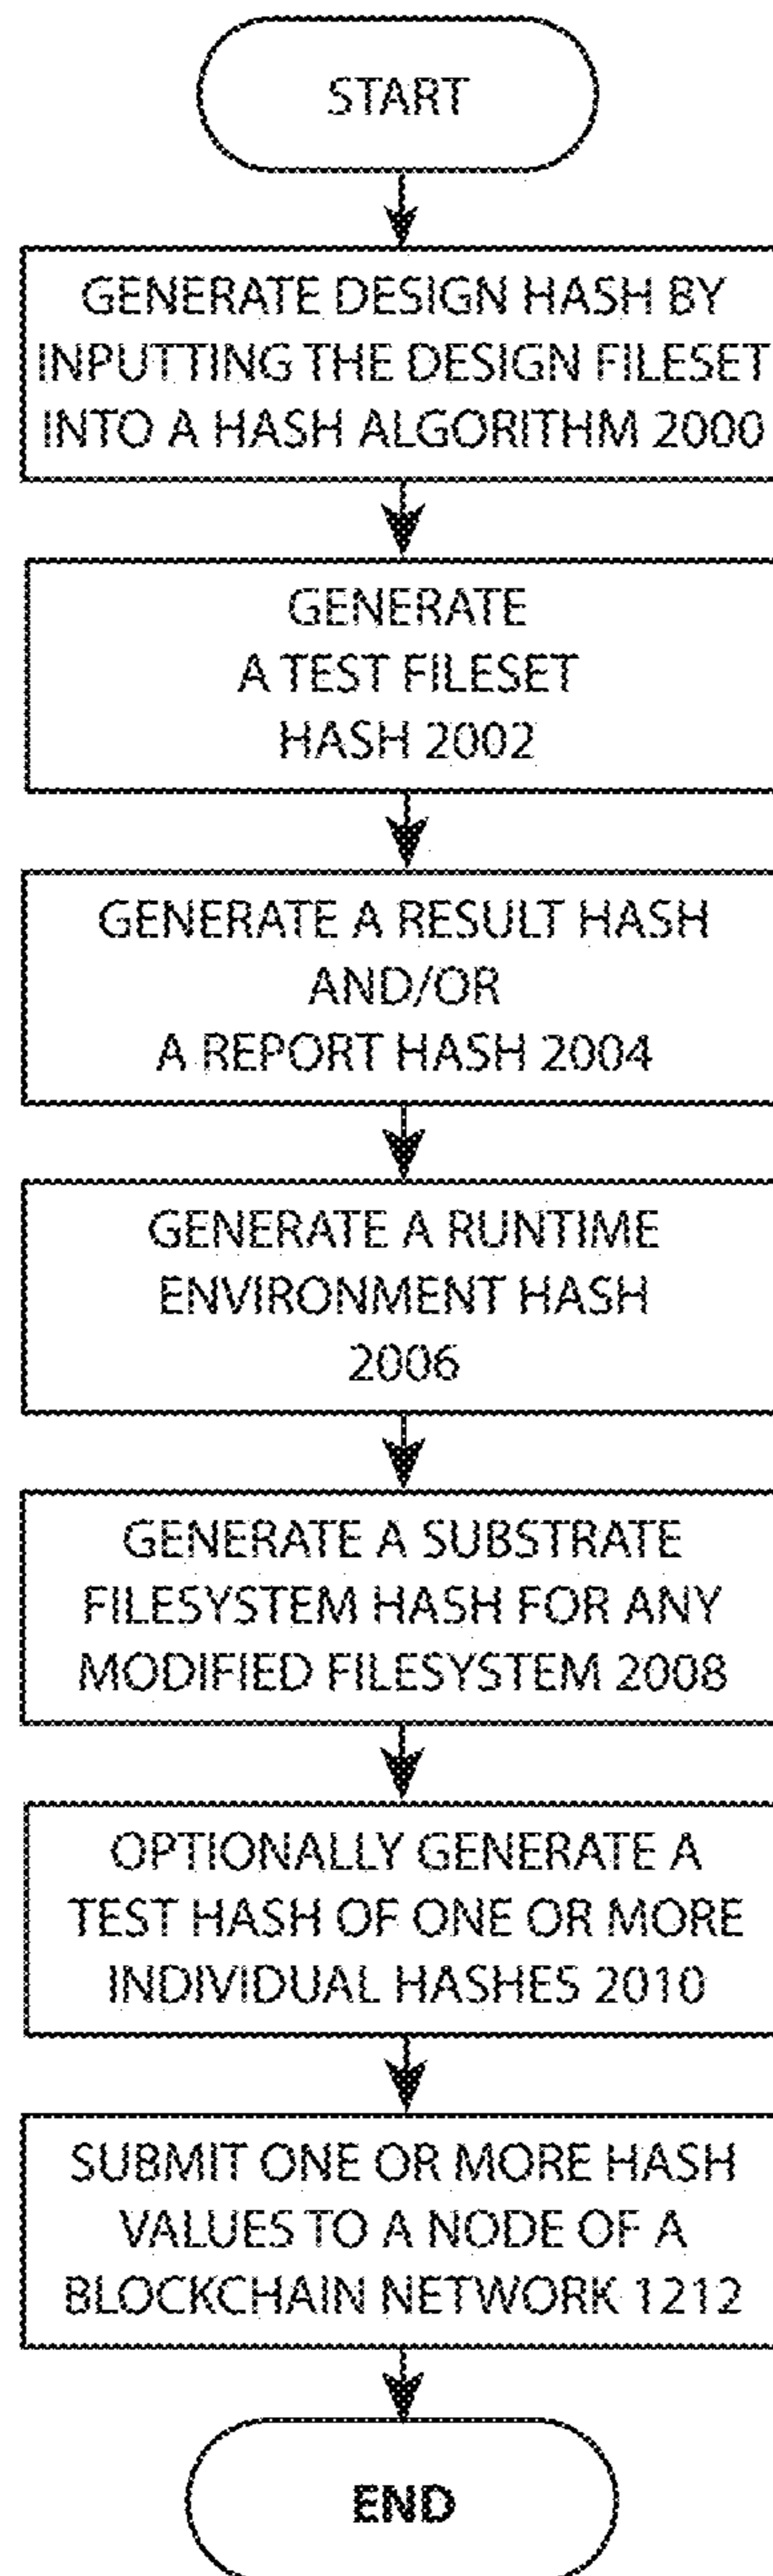 START
GENERATE DESIGN HASH BY
INPUTTING THE DESIGN FILESET
INTO A HASH ALGORITHM 2000
GENERATE
A TEST FILESET
HASH 2002
GENERATE A RESULT HASH
AND/OR
A REPORT HASH 2004
GENERATE A RUNTIME
ENVIRONMENT HASH
2006
GENERATE A SUBSTRATE
FILESYSTEM HASH FOR ANY
MODIFIED FILESYSTEM 2008
OPTIONALLY GENERATE A
TEST HASH OF ONE OR MORE
INDIVIDUAL HASHES 2010
SUBMIT ONE OR MORE HASH
VALUES TO A NODE OF A
BLOCKCHAIN NETWORK 1212
END